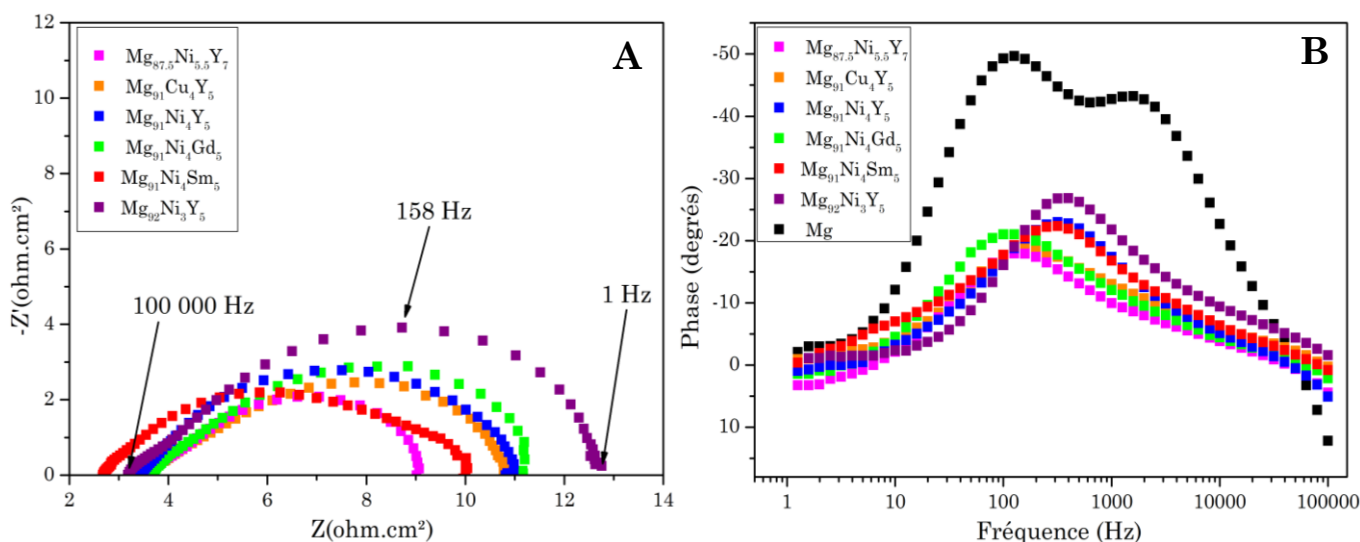 A
Mg₈₇.₅Ni₅.₅Y₇
Mg₉₁Cu₄Y₅
Mg₉₁Ni₄Y₅
Mg₉₁Ni₄Gd₅
Mg₉₁Ni₄Sm₅
Mg₉₂Ni₃Y₅
158 Hz
100 000 Hz
1 Hz
12
10
8
6
4
2
0
2
4
6
8
10
12
14
-Z'(ohm.cm²)
Z(ohm.cm²)
B
Mg₈₇.₅Ni₅.₅Y₇
Mg₉₁Cu₄Y₅
Mg₉₁Ni₄Y₅
Mg₉₁Ni₄Gd₅
Mg₉₁Ni₄Sm₅
Mg₉₂Ni₃Y₅
Mg
-50
-40
-30
-20
-10
0
10
1
10
100
1000
10000
100000
Phase (degrés)
Fréquence (Hz)